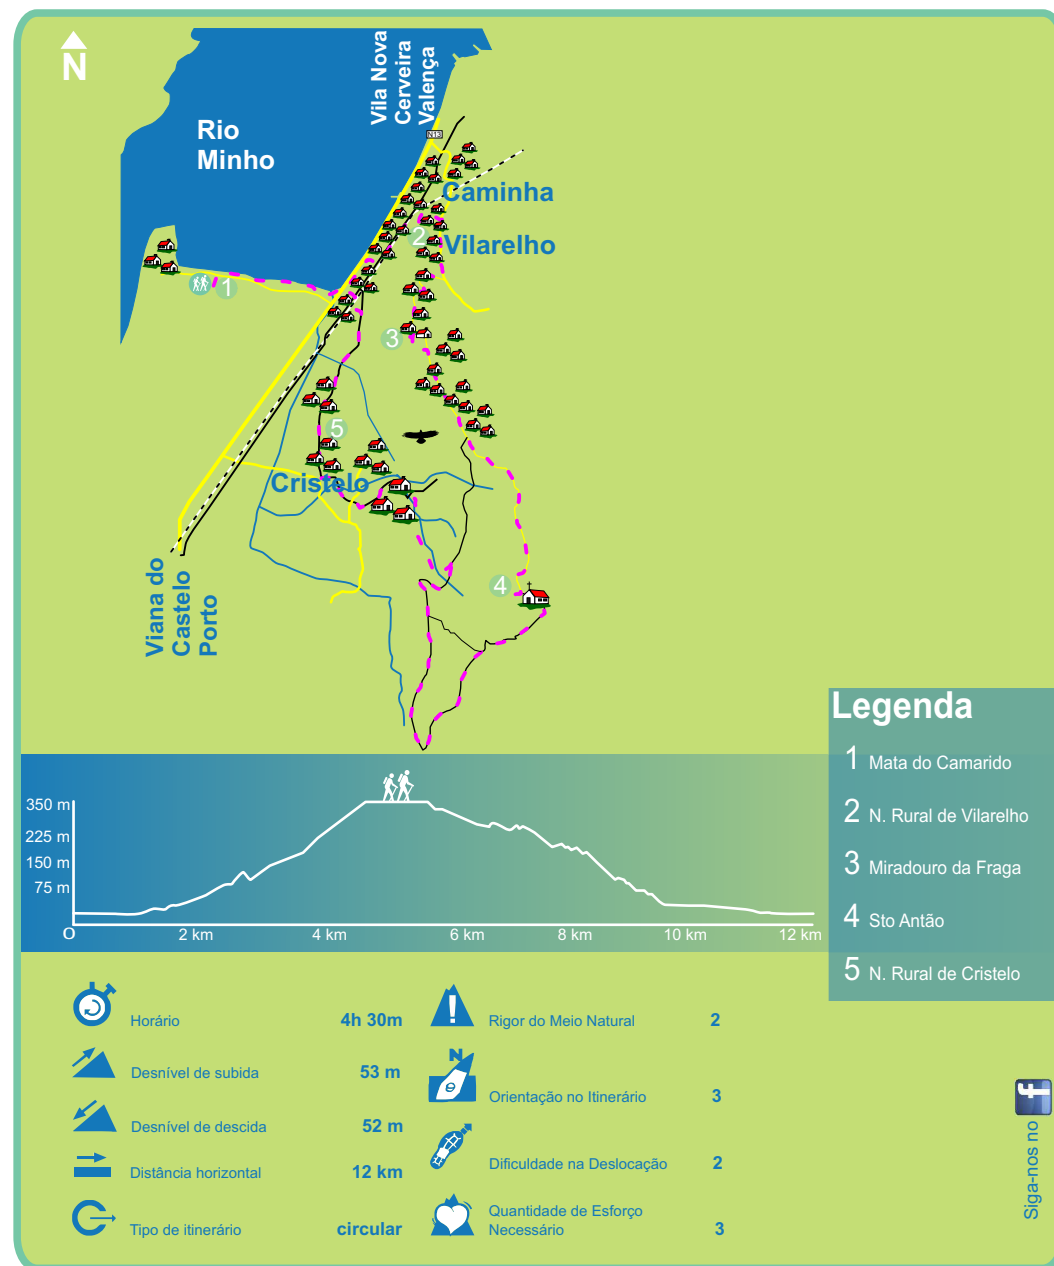 N
Vila Nova
Cerveira
Valença
Rio
Minho
N13
Caminha
2
Vilarelho
1
3
5
Cristelo
4
Viana do
Castelo
Porto
Legenda
1 Mata do Camarido
2 N. Rural de Vilarelho
3 Miradouro da Fraga
4 Sto Antão
5 N. Rural de Cristelo
350 m
225 m
150 m
75 m
O 2 km 4 km 6 km 8 km 10 km 12 km
Horário 4h 30m
Desnível de subida 53 m
Desnível de descida 52 m
Distância horizontal 12 km
Tipo de itinerário circular
Rigor do Meio Natural 2
N
Orientação no Itinerário 3
Dificuldade na Deslocação 2
Quantidade de Esforço
Necessário 3
Siga-nos no f